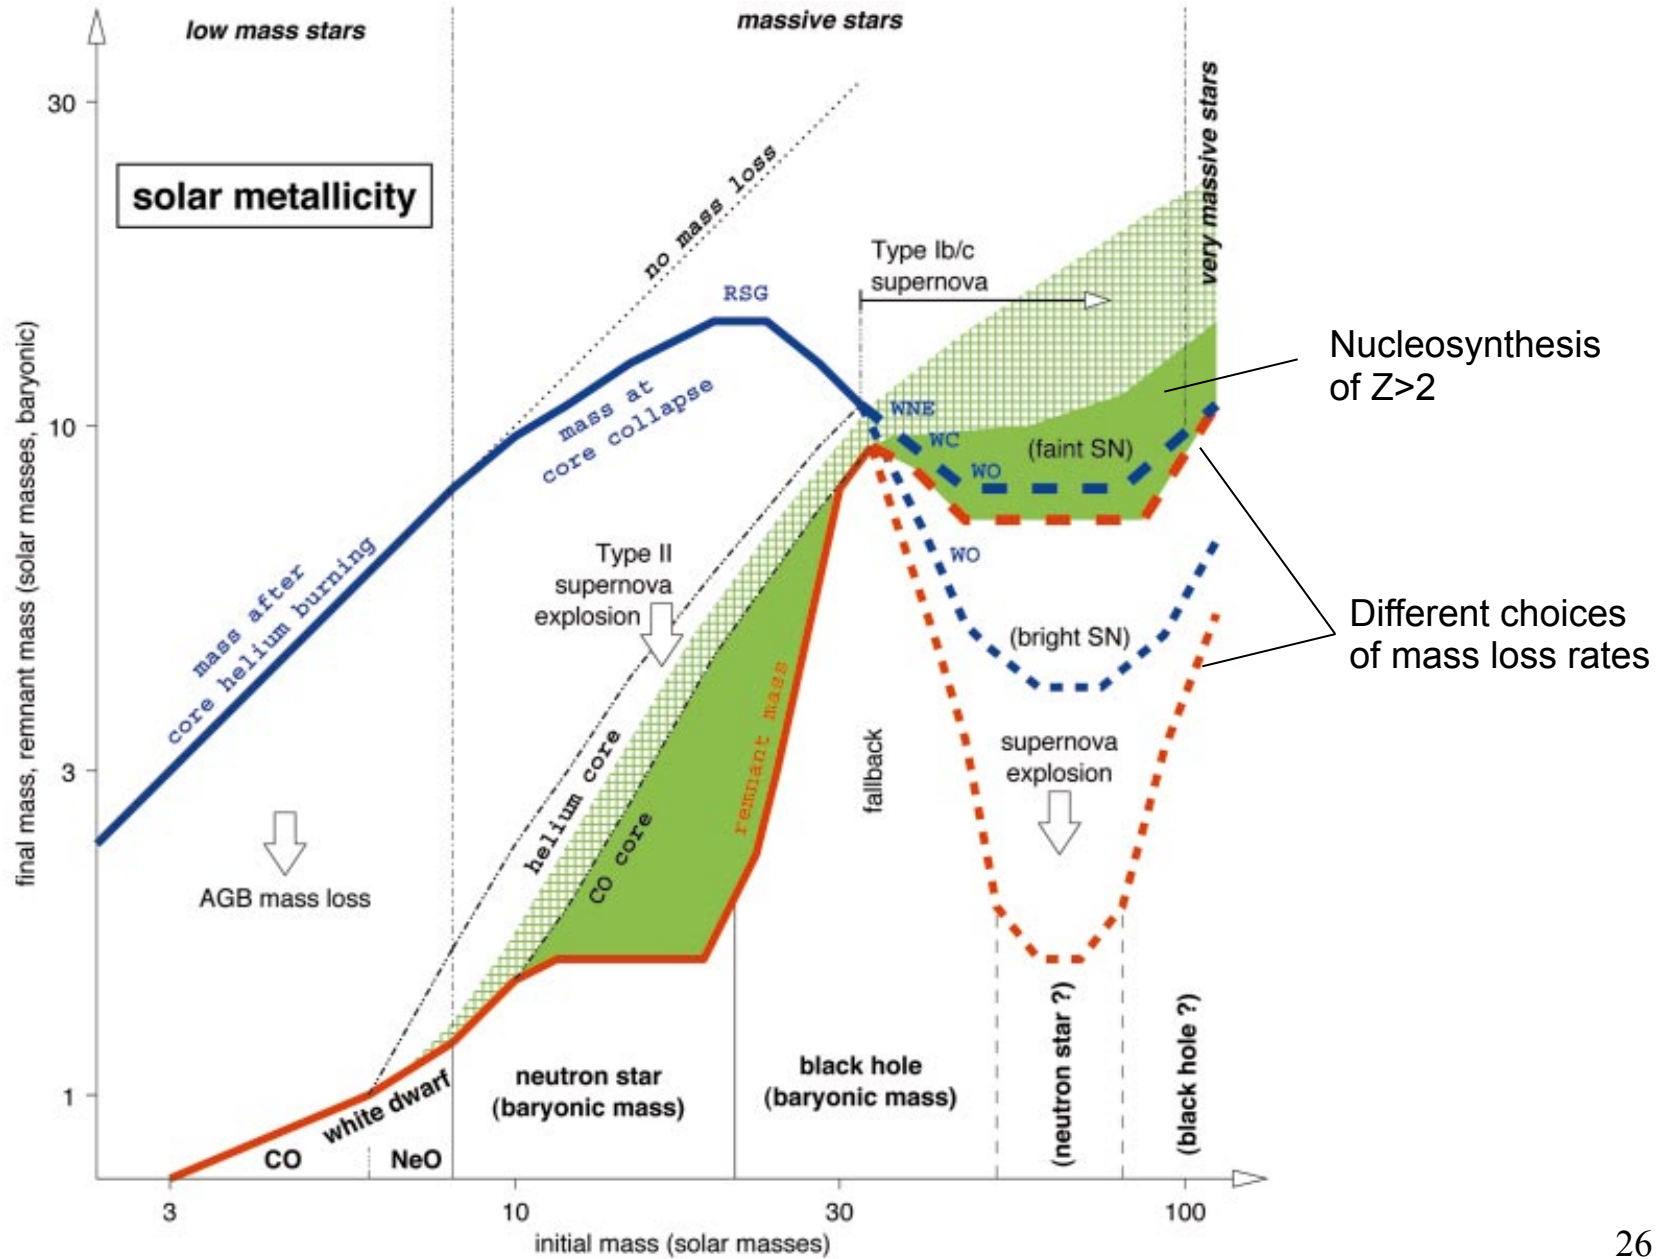 low mass stars
massive stars
very massive stars
30
solar metallicity
no mass loss
Type Ib/c
supernova
RSG
Nucleosynthesis
of Z>2
mass at
core collapse
10
WNE
WC
WO
(faint SN)
final mass, remnant mass (solar masses, baryonic)
mass after
core helium burning
Type II
supernova
explosion
WO
(bright SN)
Different choices
of mass loss rates
3
helium core
CO core
remnant mass
fallback
supernova
explosion
AGB mass loss
1
white dwarf
CO
NeO
neutron star
(baryonic mass)
black hole
(baryonic mass)
(neutron star ?)
(black hole ?)
3
10
30
100
initial mass (solar masses)
26